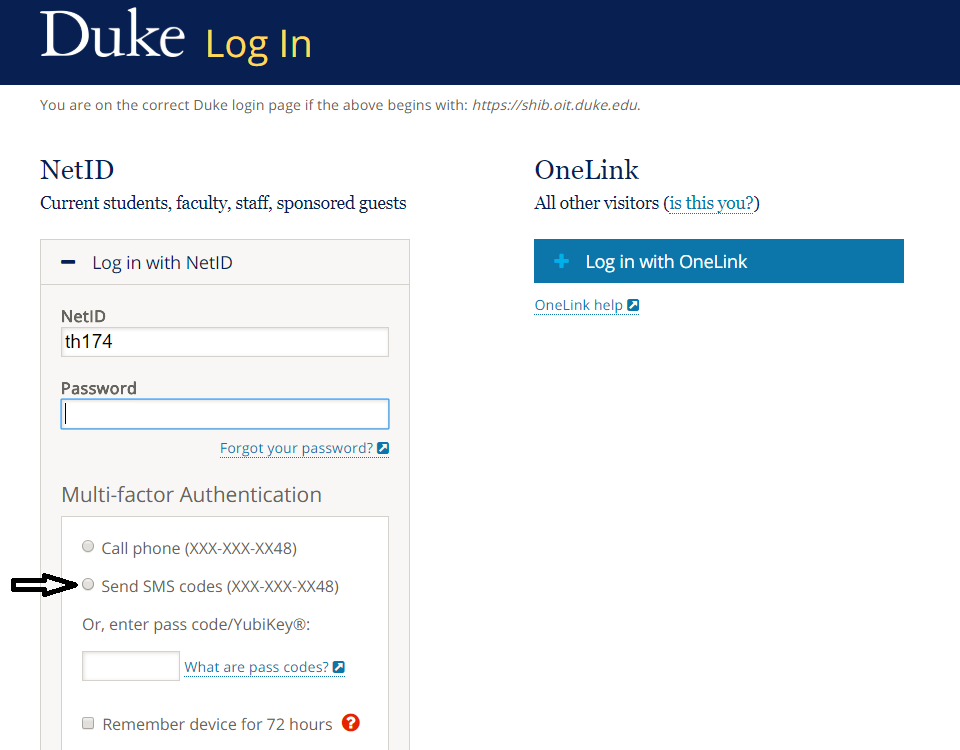 Duke Log In
You are on the correct Duke login page if the above begins with: https://shib.oit.duke.edu.
NetID
Current students, faculty, staff, sponsored guests
Log in with NetID
NetID
th174
Password
Forgot your password?
Multi-factor Authentication
Call phone (XXX-XXX-XX48)
Send SMS codes (XXX-XXX-XX48)
Or, enter pass code/YubiKey®:
What are pass codes?
Remember device for 72 hours ?
OneLink
All other visitors (is this you?)
Log in with OneLink
OneLink help